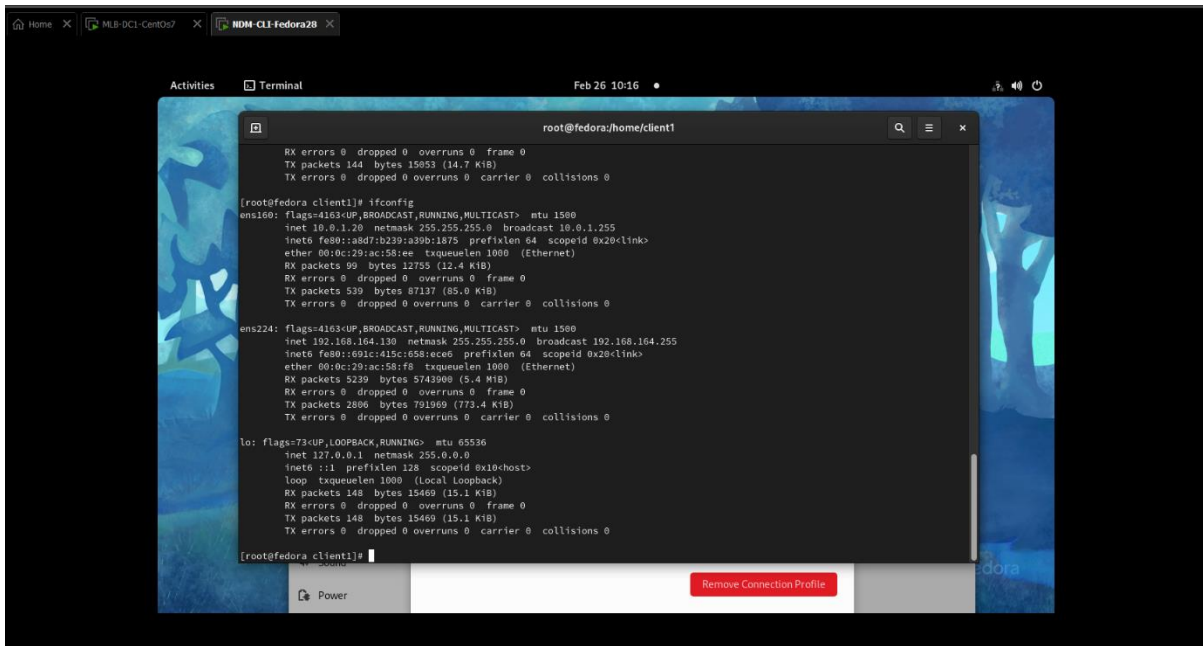 Home
MLB-DC1-CentOs7
NDM-CLI-Fedora28
Activities Terminal Feb 26 10:16
root@fedora:/home/client1
RX errors 0 dropped 0 overruns 0 frame 0
TX packets 144 bytes 15053 (14.7 KiB)
TX errors 0 dropped 0 overruns 0 carrier 0 collisions 0
[root@fedora client1]# ifconfig
ens160: flags=4163<UP,BROADCAST,RUNNING,MULTICAST> mtu 1500
inet 10.0.1.20 netmask 255.255.255.0 broadcast 10.0.1.255
inet6 fe80::a8d7:b239:a39b:1875 prefixlen 64 scopeid 0x20<link>
ether 00:0c:29:ac:58:ee txqueuelen 1000 (Ethernet)
RX packets 99 bytes 12755 (12.4 KiB)
RX errors 0 dropped 0 overruns 0 frame 0
TX packets 539 bytes 87137 (85.0 KiB)
TX errors 0 dropped 0 overruns 0 carrier 0 collisions 0
ens224: flags=4163<UP,BROADCAST,RUNNING,MULTICAST> mtu 1500
inet 192.168.164.130 netmask 255.255.255.0 broadcast 192.168.164.255
inet6 fe80::691c:415c:658:ece6 prefixlen 64 scopeid 0x20<link>
ether 00:0c:29:ac:58:f8 txqueuelen 1000 (Ethernet)
RX packets 5239 bytes 5743900 (5.4 MiB)
RX errors 0 dropped 0 overruns 0 frame 0
TX packets 2806 bytes 791969 (773.4 KiB)
TX errors 0 dropped 0 overruns 0 carrier 0 collisions 0
lo: flags=73<UP,LOOPBACK,RUNNING> mtu 65536
inet 127.0.0.1 netmask 255.0.0.0
inet6 ::1 prefixlen 128 scopeid 0x10<host>
loop txqueuelen 1000 (Local Loopback)
RX packets 148 bytes 15469 (15.1 KiB)
RX errors 0 dropped 0 overruns 0 frame 0
TX packets 148 bytes 15469 (15.1 KiB)
TX errors 0 dropped 0 overruns 0 carrier 0 collisions 0
[root@fedora client1]#
Sound
fedora
Remove Connection Profile
Power